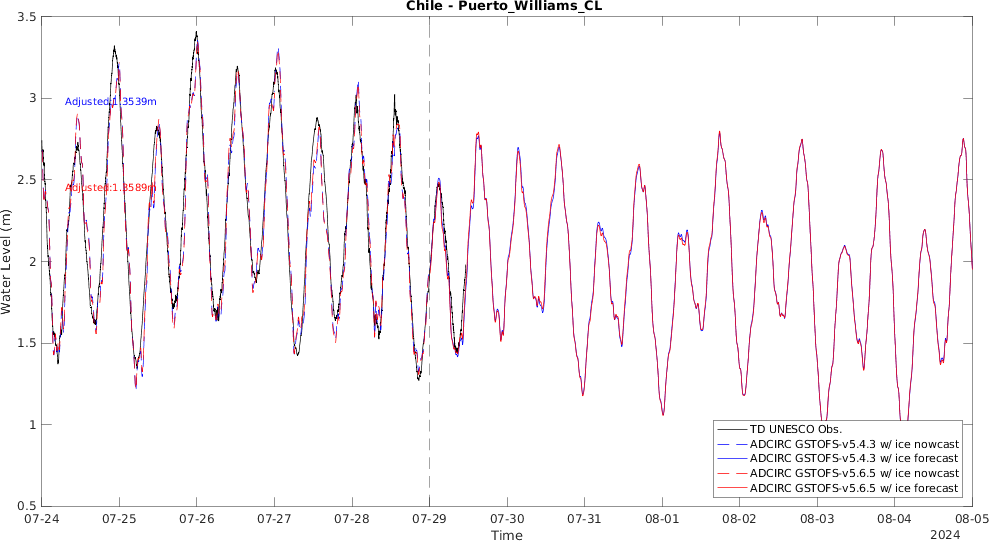 Chile - Puerto_Williams_CL
3.5
3
2.5
2
1.5
1
0.5
Water Level (m)
Adjusted:1.3539m
Adjusted:1.3589m
TD UNESCO Obs.
ADCIRC GSTOFS-v5.4.3 w/ ice nowcast
ADCIRC GSTOFS-v5.4.3 w/ ice forecast
ADCIRC GSTOFS-v5.6.5 w/ ice nowcast
ADCIRC GSTOFS-v5.6.5 w/ ice forecast
07-24 07-25 07-26 07-27 07-28 07-29 07-30 07-31 08-01 08-02 08-03 08-04 08-05
Time
2024